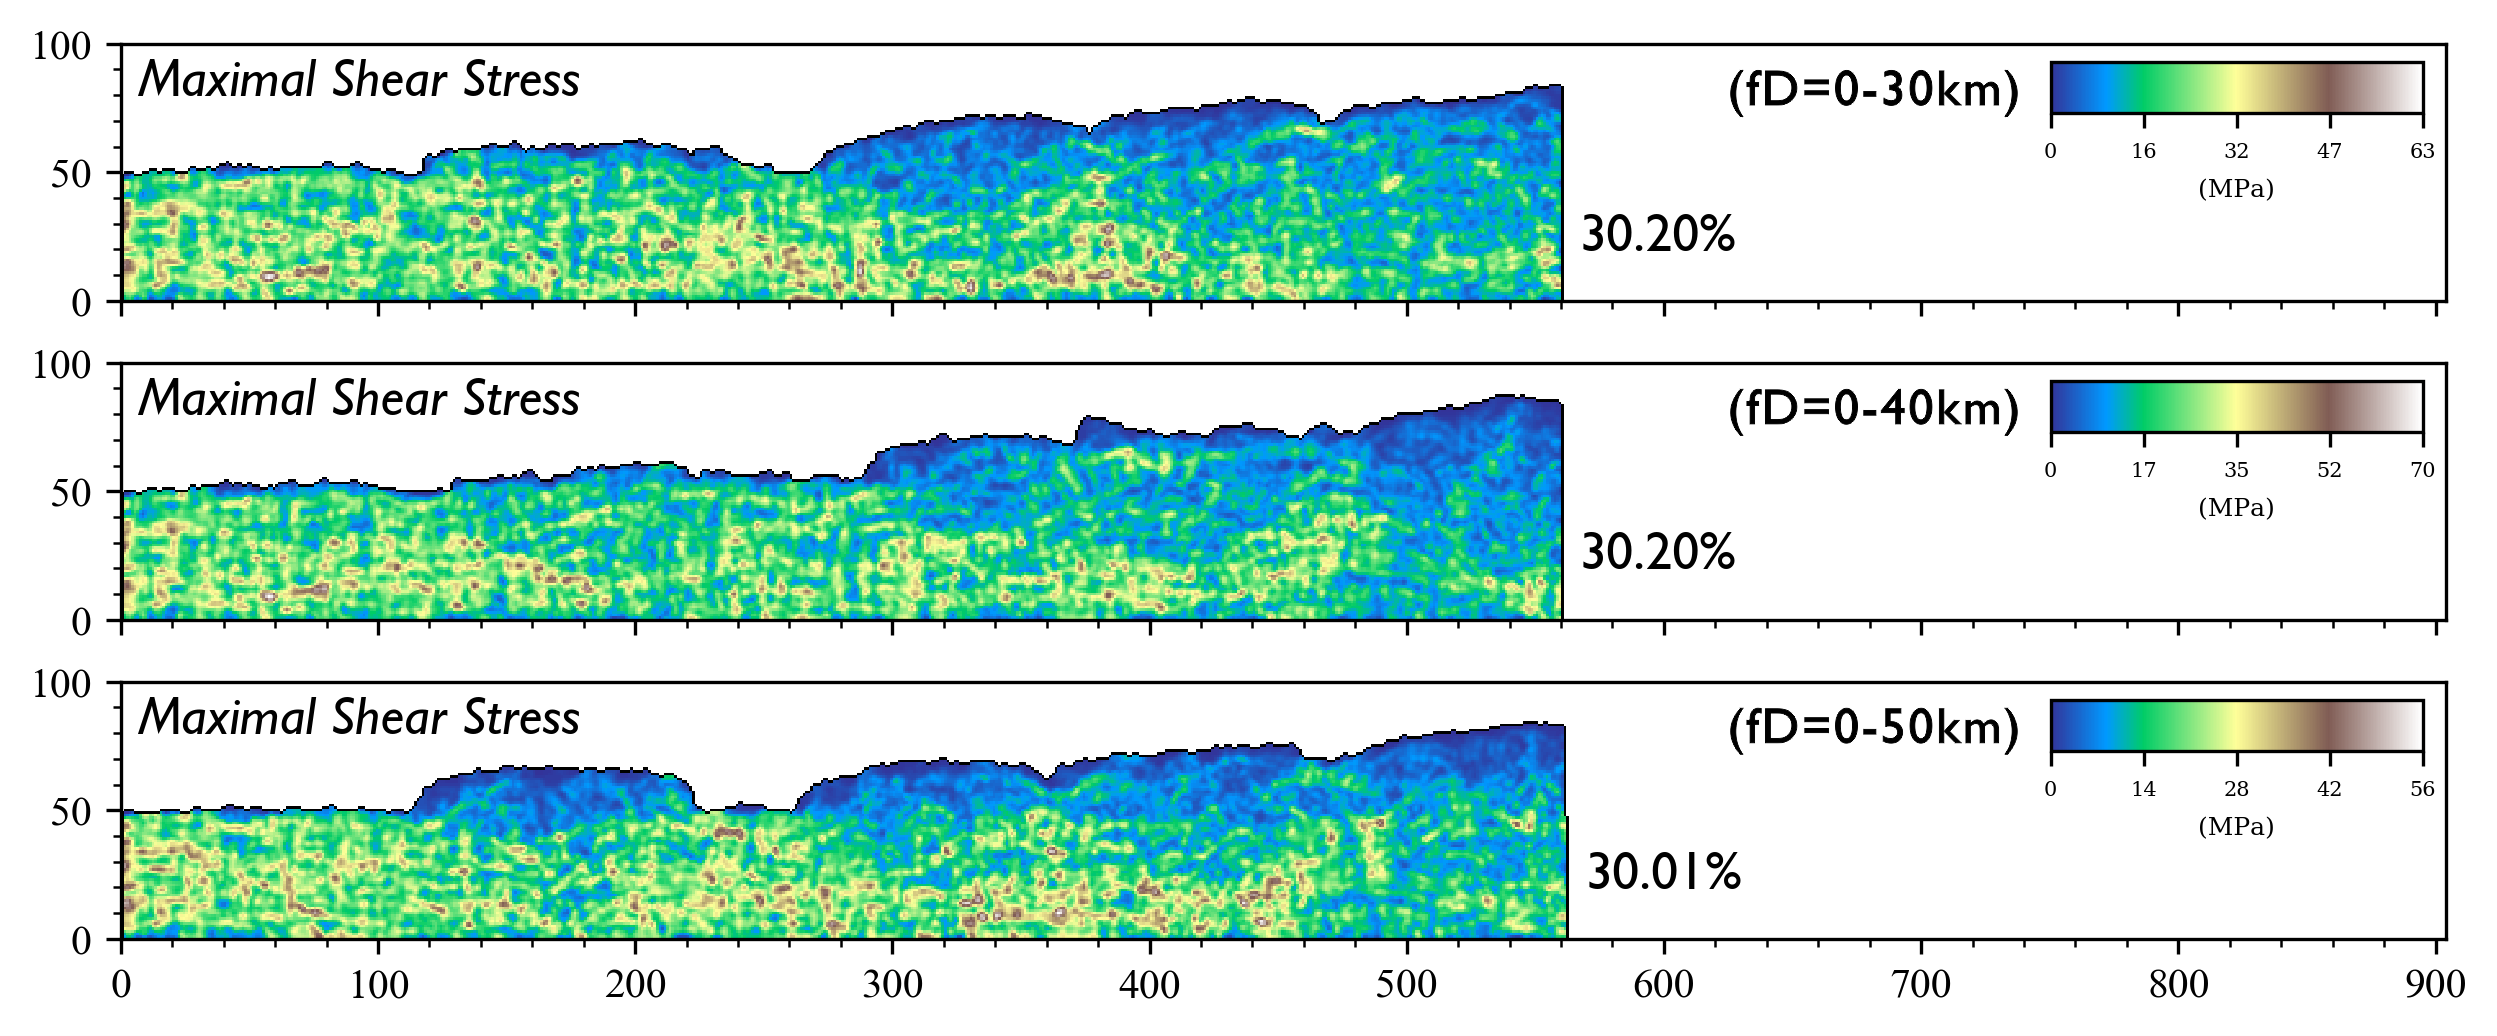 100
Maximal Shear Stress
(fD=0-30km)
50
0 16 32 47 63
(MPa)
30.20%
0
100
Maximal Shear Stress
(fD=0-40km)
50
0 17 35 52 70
(MPa)
30.20%
0
100
Maximal Shear Stress
(fD=0-50km)
50
0 14 28 42 56
(MPa)
30.01%
0
0 100 200 300 400 500 600 700 800 900